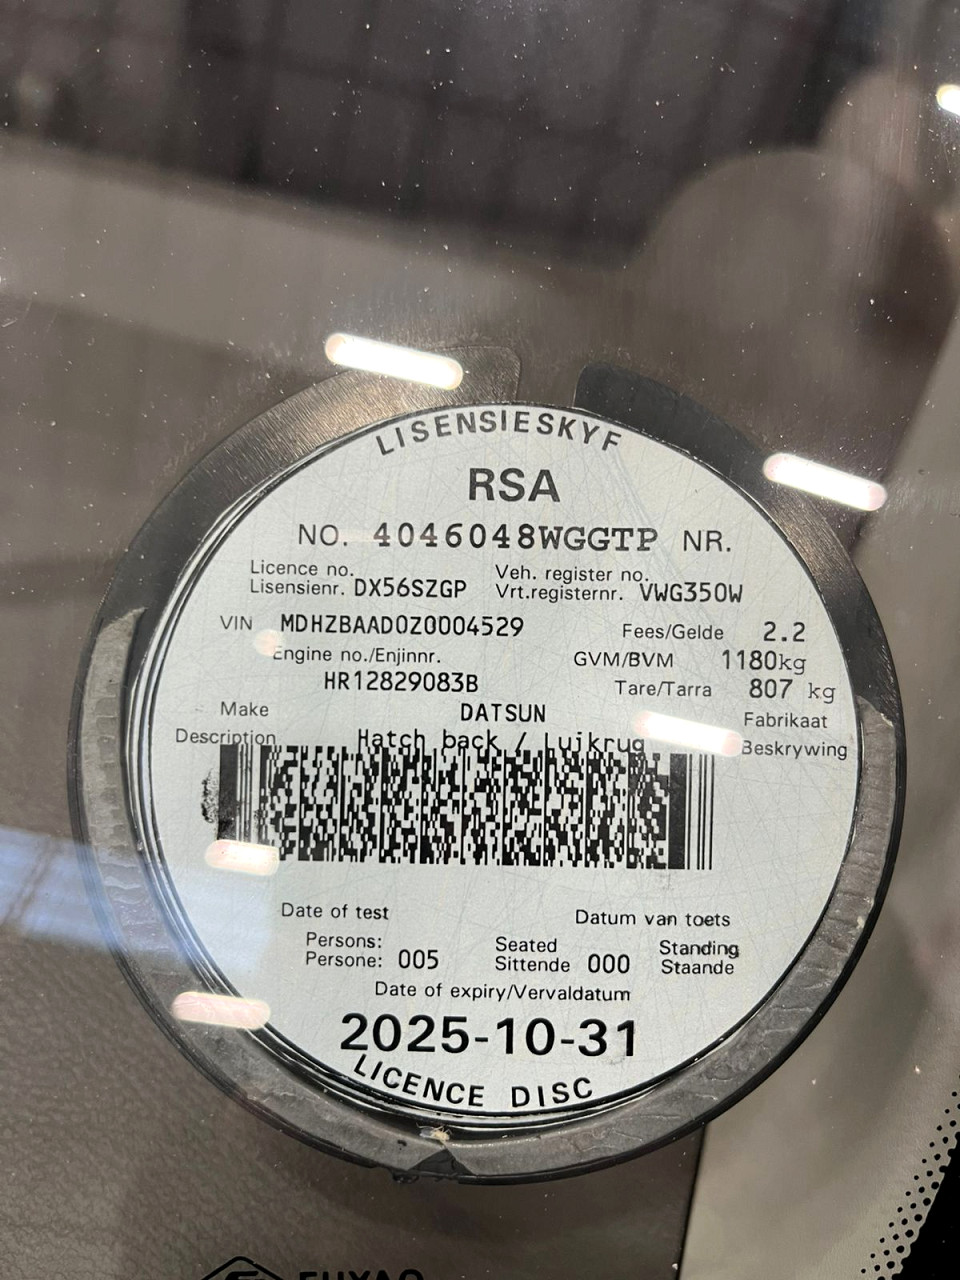 LISENSIESKYF
RSA
NO. 4046048WGGTP NR.
Licence no. Veh. register no.
Lisensienr. DX56SZGP Vrt.registernr. VWG350W
VIN MDHZBAAD0Z0004529 Fees/Gelde 2.2
Engine no./Enjinnr. GVM/BVM 1180kg
HR12829083B Tare/Tarra 807 kg
Make DATSUN Fabrikaat
Description Hatch back / Luikrug Beskrywing
Date of test Datum van toets
Persons: Seated Standing
Persone: 005 Sittende 000 Staande
Date of expiry/Vervaldatum
2025-10-31
LICENCE DISC
FUYAO